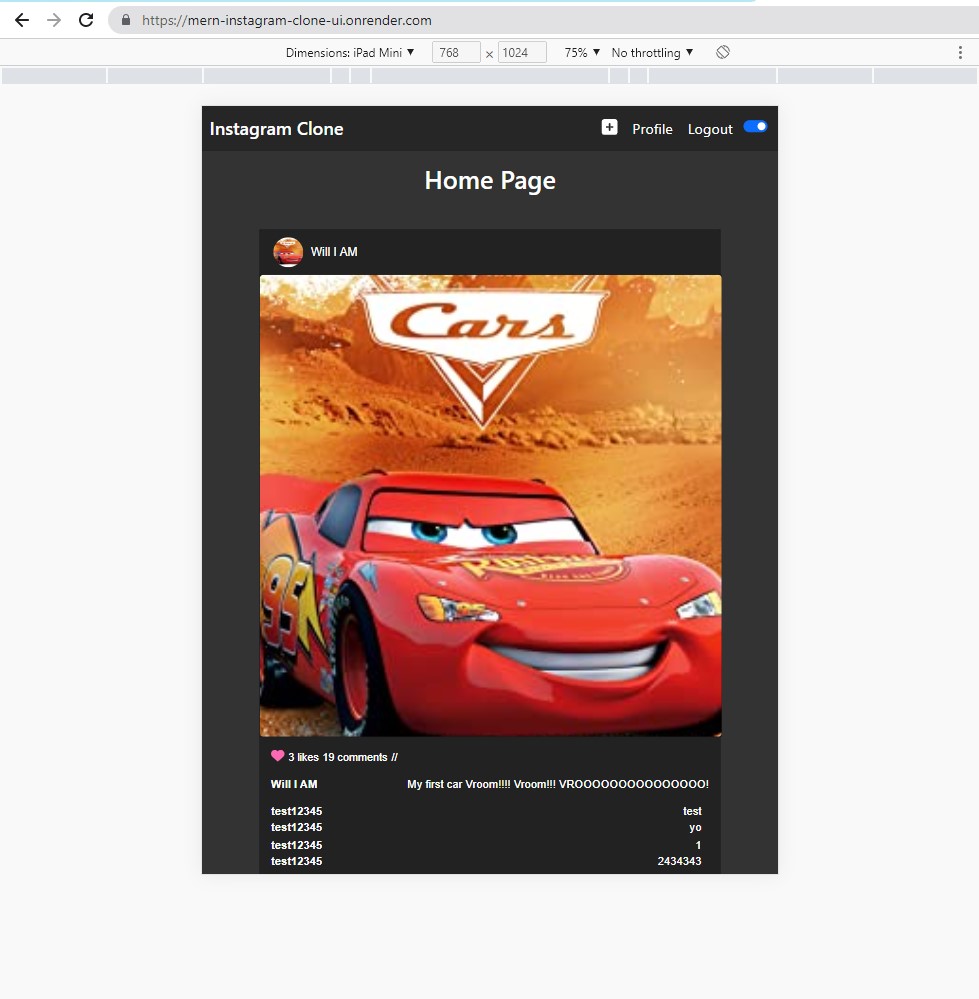 https://mern-instagram-clone-ui.onrender.com
Dimensions: iPad Mini ▼ 768 × 1024 75% ▼ No throttling ▼
Instagram Clone Profile Logout
Home Page
Will I AM
Cars
95
3 likes 19 comments //
Will I AM My first car Vroom!!!! Vroom!!! VROOOOOOOOOOOOOOO!
test12345 test
test12345 yo
test12345 1
test12345 2434343